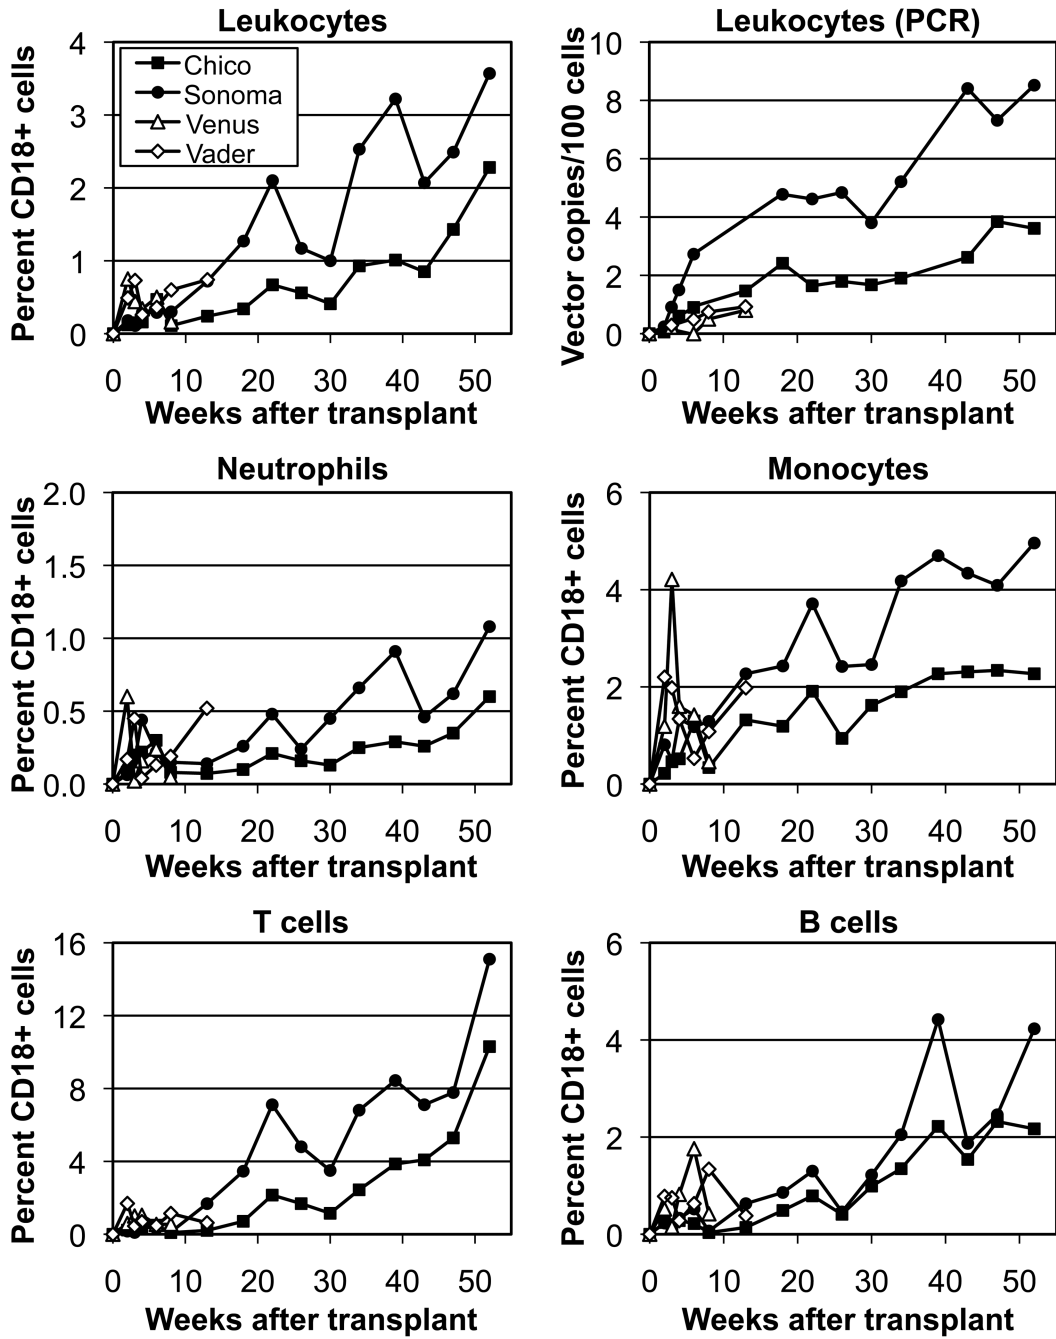 Leukocytes
Percent CD18+ cells
4
3
2
1
0
Chico
Sonoma
Venus
Vader
0 10 20 30 40 50
Weeks after transplant
Leukocytes (PCR)
Vector copies/100 cells
10
8
6
4
2
0
0 10 20 30 40 50
Weeks after transplant
Neutrophils
Percent CD18+ cells
2.0
1.5
1.0
0.5
0.0
0 10 20 30 40 50
Weeks after transplant
Monocytes
Percent CD18+ cells
6
4
2
0
0 10 20 30 40 50
Weeks after transplant
T cells
Percent CD18+ cells
16
12
8
4
0
0 10 20 30 40 50
Weeks after transplant
B cells
Percent CD18+ cells
6
4
2
0
0 10 20 30 40 50
Weeks after transplant